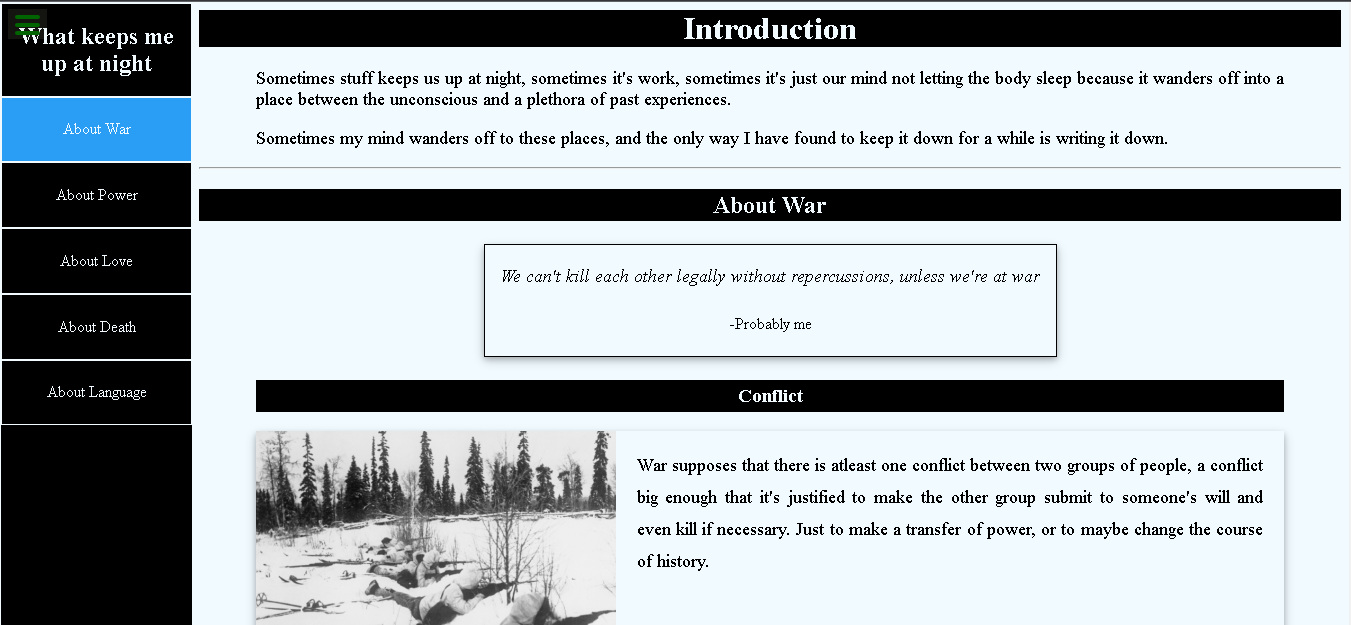 What keeps me
up at night
About War
About Power
About Love
About Death
About Language
Introduction
Sometimes stuff keeps us up at night, sometimes it's work, sometimes it's just our mind not letting the body sleep because it wanders off into a
place between the unconscious and a plethora of past experiences.
Sometimes my mind wanders off to these places, and the only way I have found to keep it down for a while is writing it down.
About War
We can't kill each other legally without repercussions, unless we're at war
-Probably me
Conflict
War supposes that there is atleast one conflict between two groups of people, a conflict
big enough that it's justified to make the other group submit to someone's will and
even kill if necessary. Just to make a transfer of power, or to maybe change the course
of history.